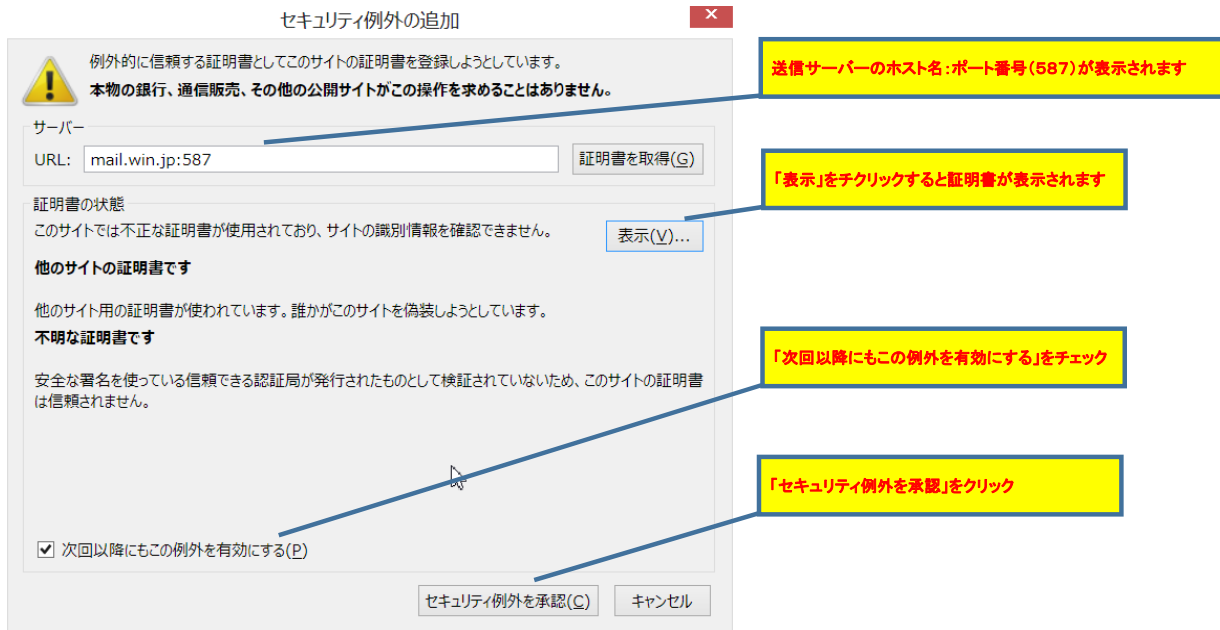 セキュリティ例外の追加
例外的に信頼する証明書としてこのサイトの証明書を登録しようとしています。
本物の銀行、通信販売、その他の公開サイトがこの操作を求めることはありません。
送信サーバーのホスト名:ポート番号(587)が表示されます
サーバー
URL: mail.win.jp:587
証明書を取得(G)
「表示」をチクリックすると証明書が表示されます
証明書の状態
このサイトでは不正な証明書が使用されており、サイトの識別情報を確認できません。
表示(V)...
他のサイトの証明書です
他のサイト用の証明書が使われています。誰かがこのサイトを偽装しようとしています。
不明な証明書です
「次回以降にもこの例外を有効にする」をチェック
安全な署名を使っている信頼できる認証局が発行されたものとして検証されていないため、このサイトの証明書
は信頼されません。
「セキュリティ例外を承認」をクリック
次回以降にもこの例外を有効にする(P)
セキュリティ例外を承認(C)
キャンセル